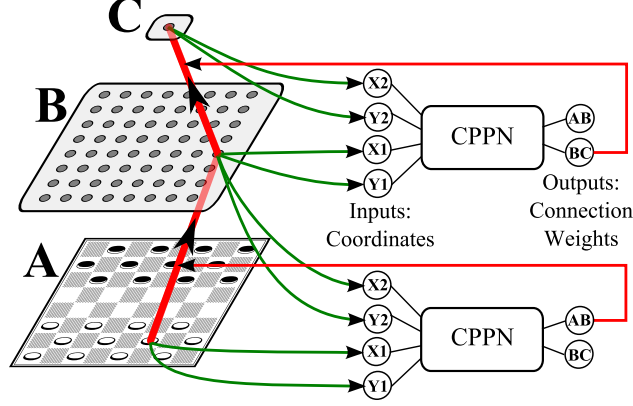 C
B
A
X2
Y2
X1
Y1
CPPN
AB
BC
Inputs:
Coordinates
Outputs:
Connection
Weights
X2
Y2
X1
Y1
CPPN
AB
BC